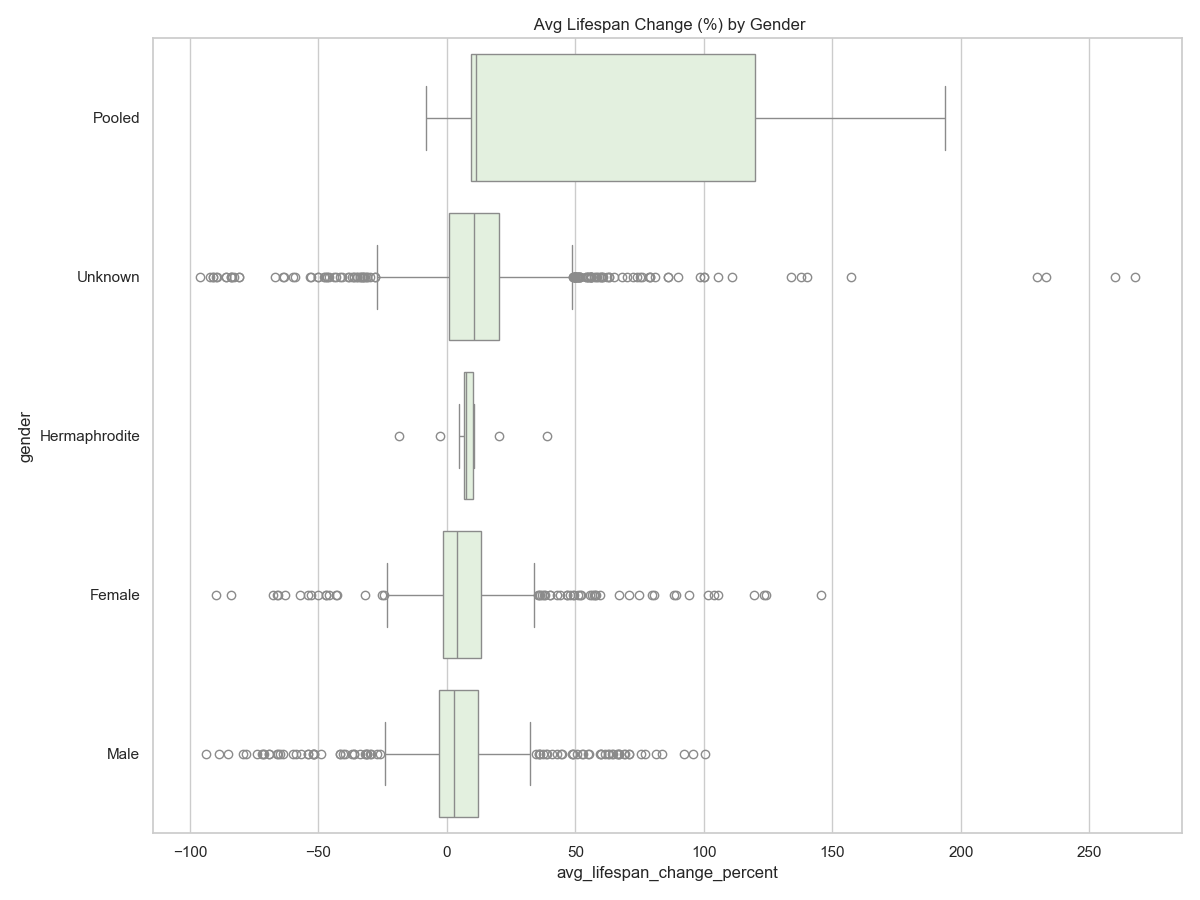 Avg Lifespan Change (%) by Gender
Pooled
Unknown
Hermaphrodite
Female
Male
gender
−100 −50 0 50 100 150 200 250
avg_lifespan_change_percent